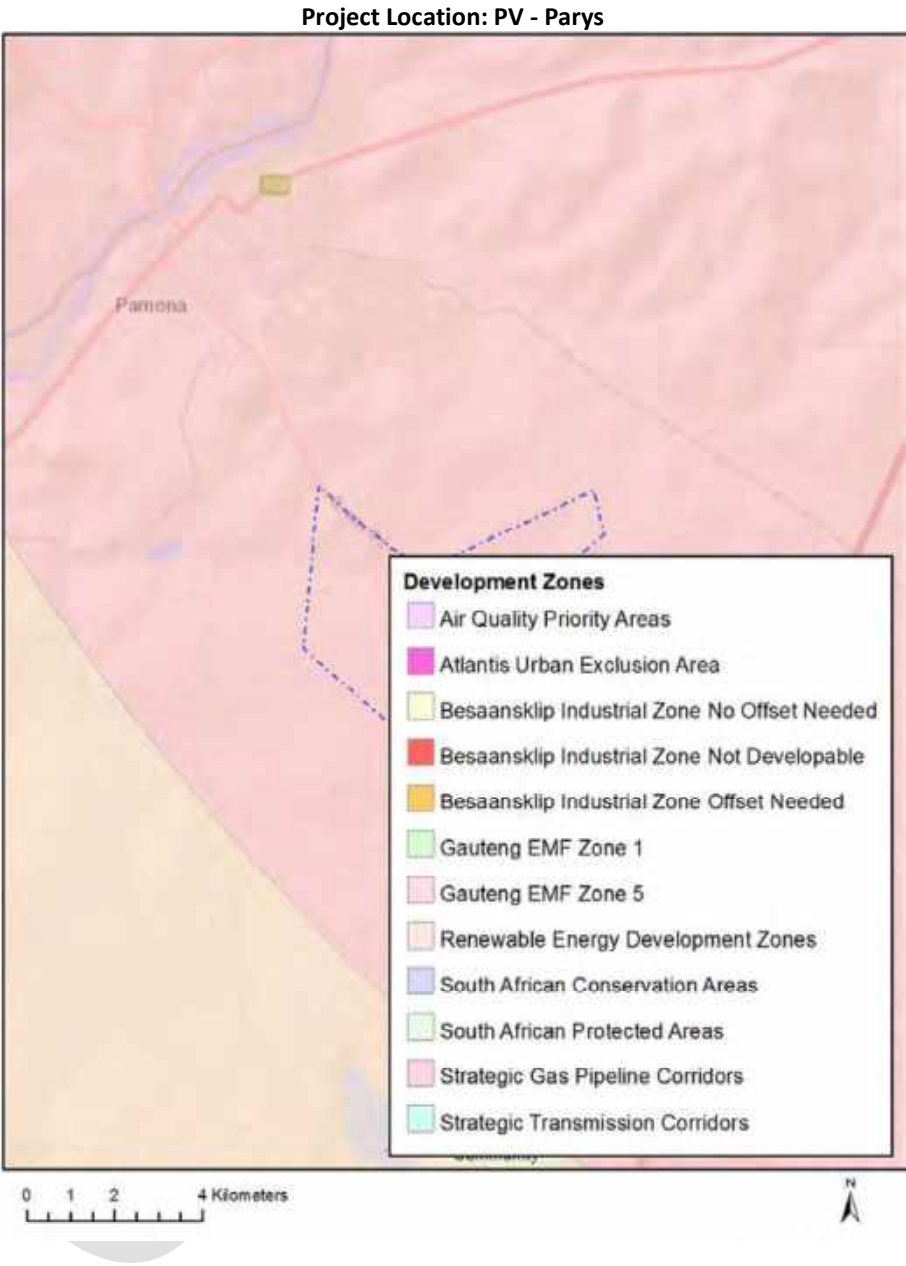 Project Location: PV - Parys
Pamona
Development Zones
Air Quality Priority Areas
Atlantis Urban Exclusion Area
Besaansklip Industrial Zone No Offset Needed
Besaansklip Industrial Zone Not Developable
Besaansklip Industrial Zone Offset Needed
Gauteng EMF Zone 1
Gauteng EMF Zone 5
Renewable Energy Development Zones
South African Conservation Areas
South African Protected Areas
Strategic Gas Pipeline Corridors
Strategic Transmission Corridors
0 1 2 4 Kilometers
N